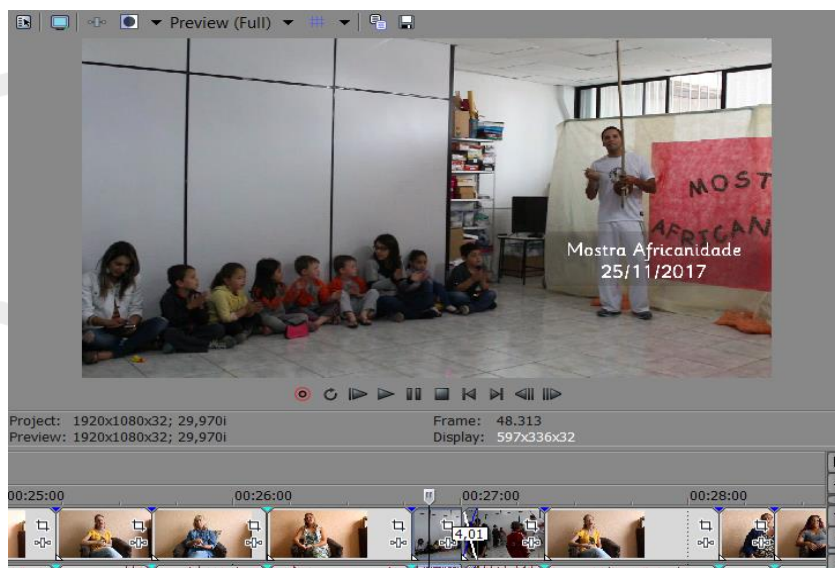 Preview (Full)
MOST
AFRICAN
Mostra Africanidade
25/11/2017
Project: 1920x1080x32; 29,970i
Frame: 48.313
Preview: 1920x1080x32; 29,970i
Display: 597x336x32
00:25:00 00:26:00 00:27:00 00:28:00
4,01